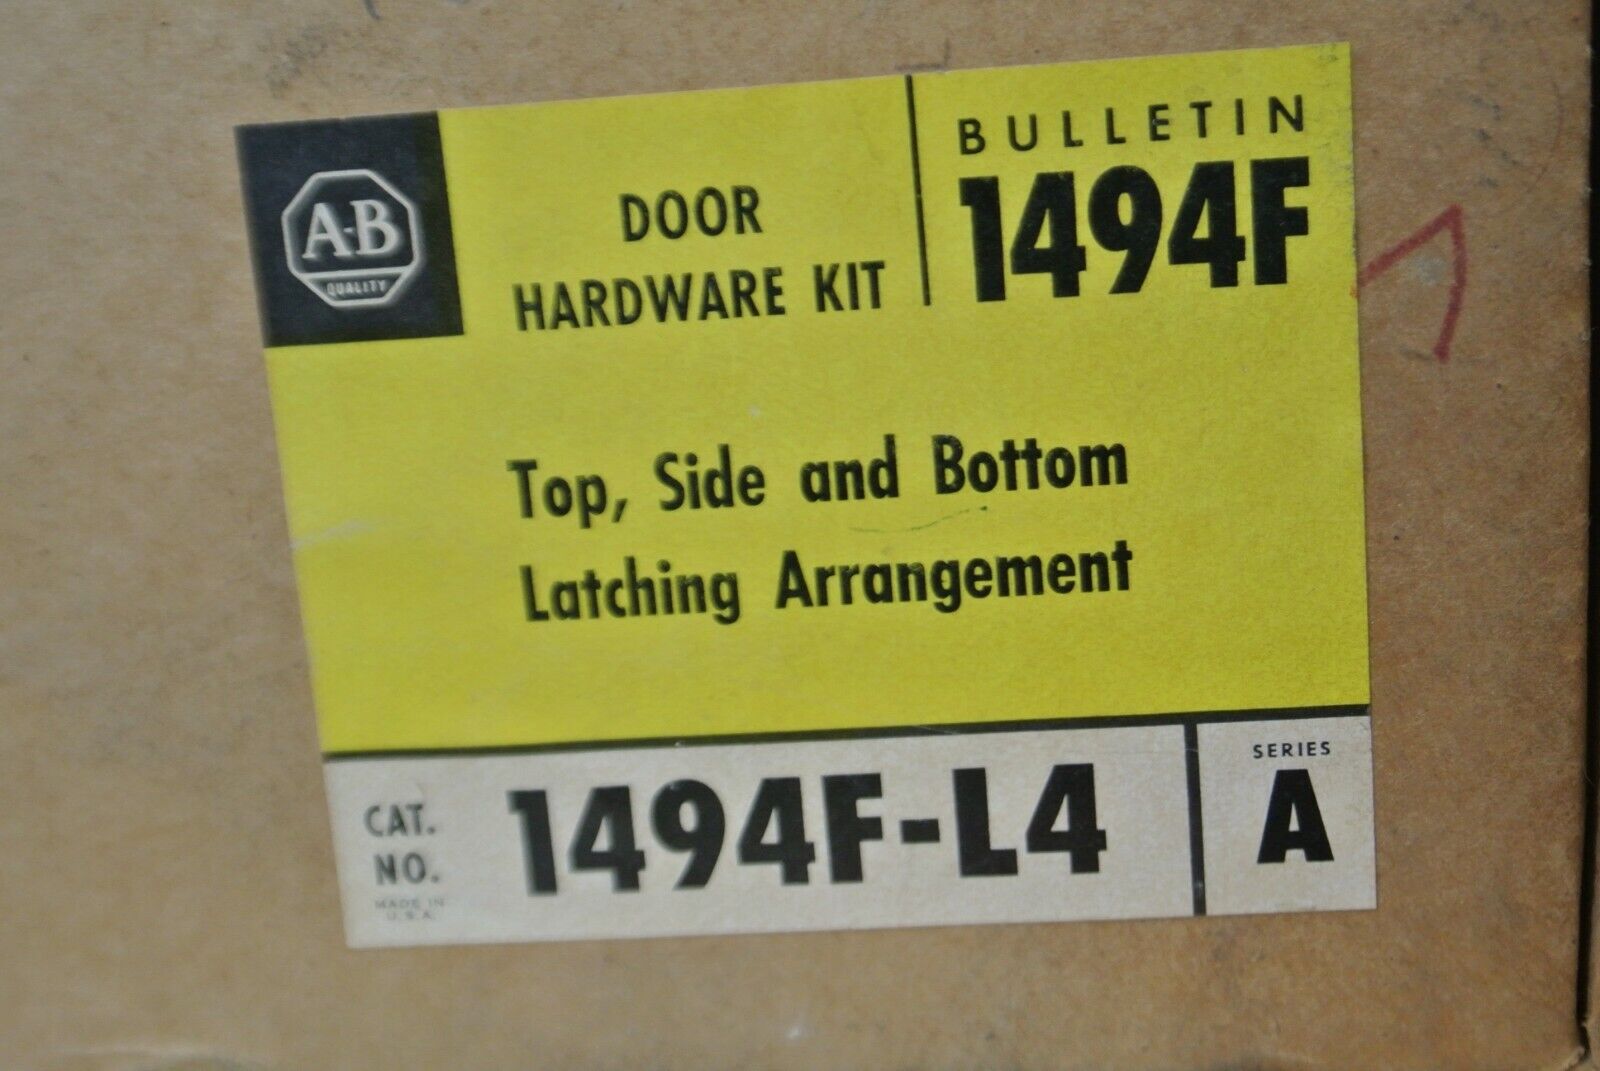 A-B
QUALITY
DOOR
HARDWARE KIT
BULLETIN
1494F
Top, Side and Bottom
Latching Arrangement
CAT.
NO.
MADE IN
U.S.A.
1494F-L4
SERIES
A